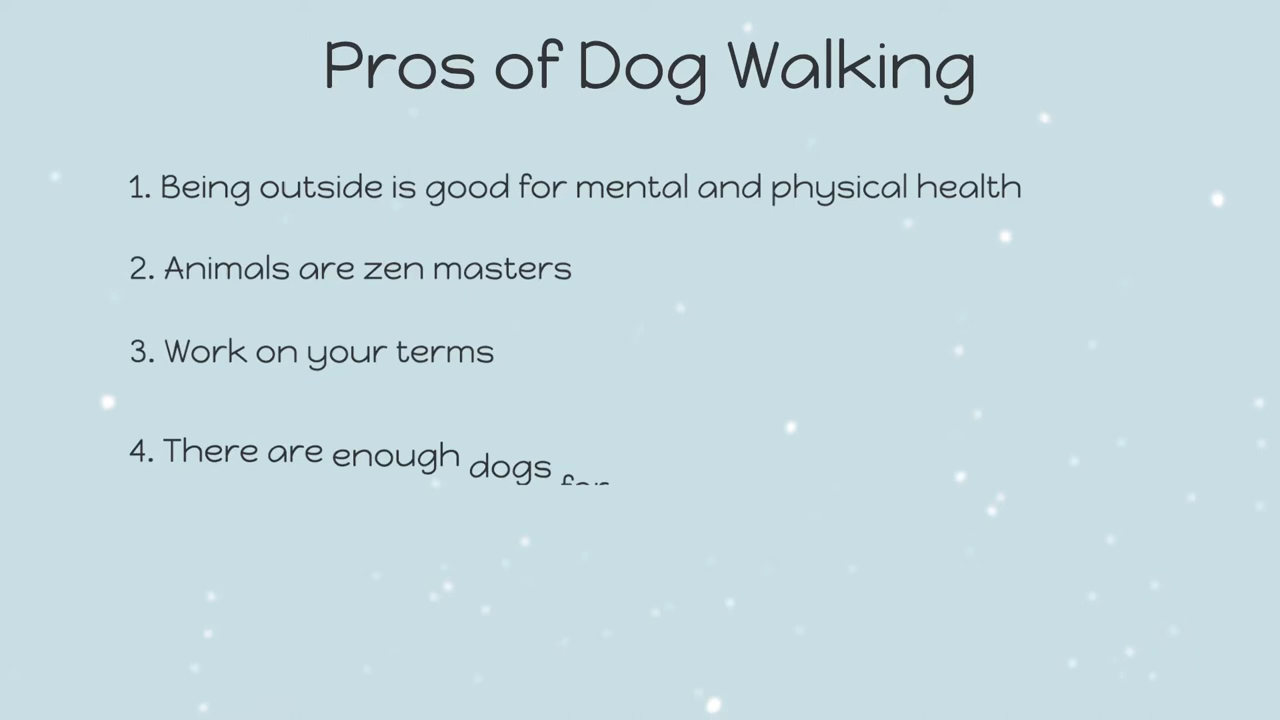 Pros of Dog Walking
1. Being outside is good for mental and physical health
2. Animals are zen masters
3. Work on your terms
4. There are enough dogs for